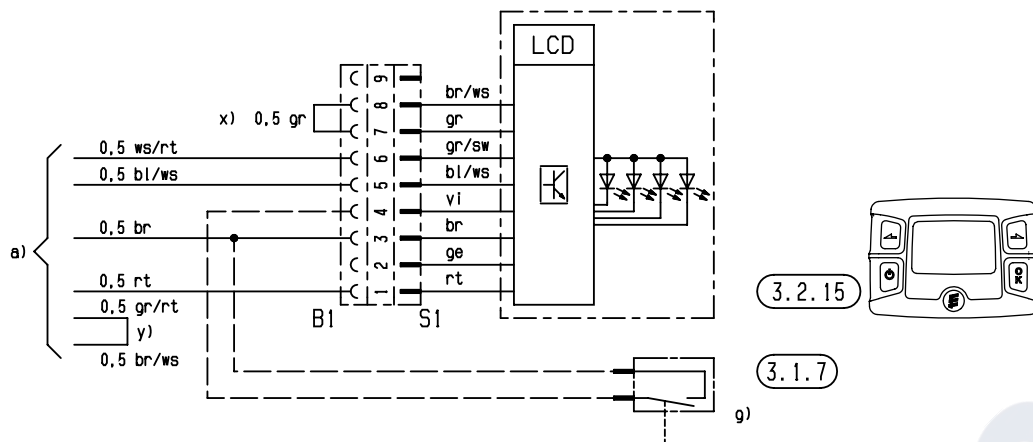 LCD
9
8
7
6
5
4
3
2
1
B1
S1
br/ws
gr
gr/sw
bl/ws
vi
br
ge
rt
x) 0,5 gr
0,5 ws/rt
0,5 bl/ws
0,5 br
0,5 rt
0,5 gr/rt
y)
0,5 br/ws
a)
3.2.15
OK
3.1.7
g)